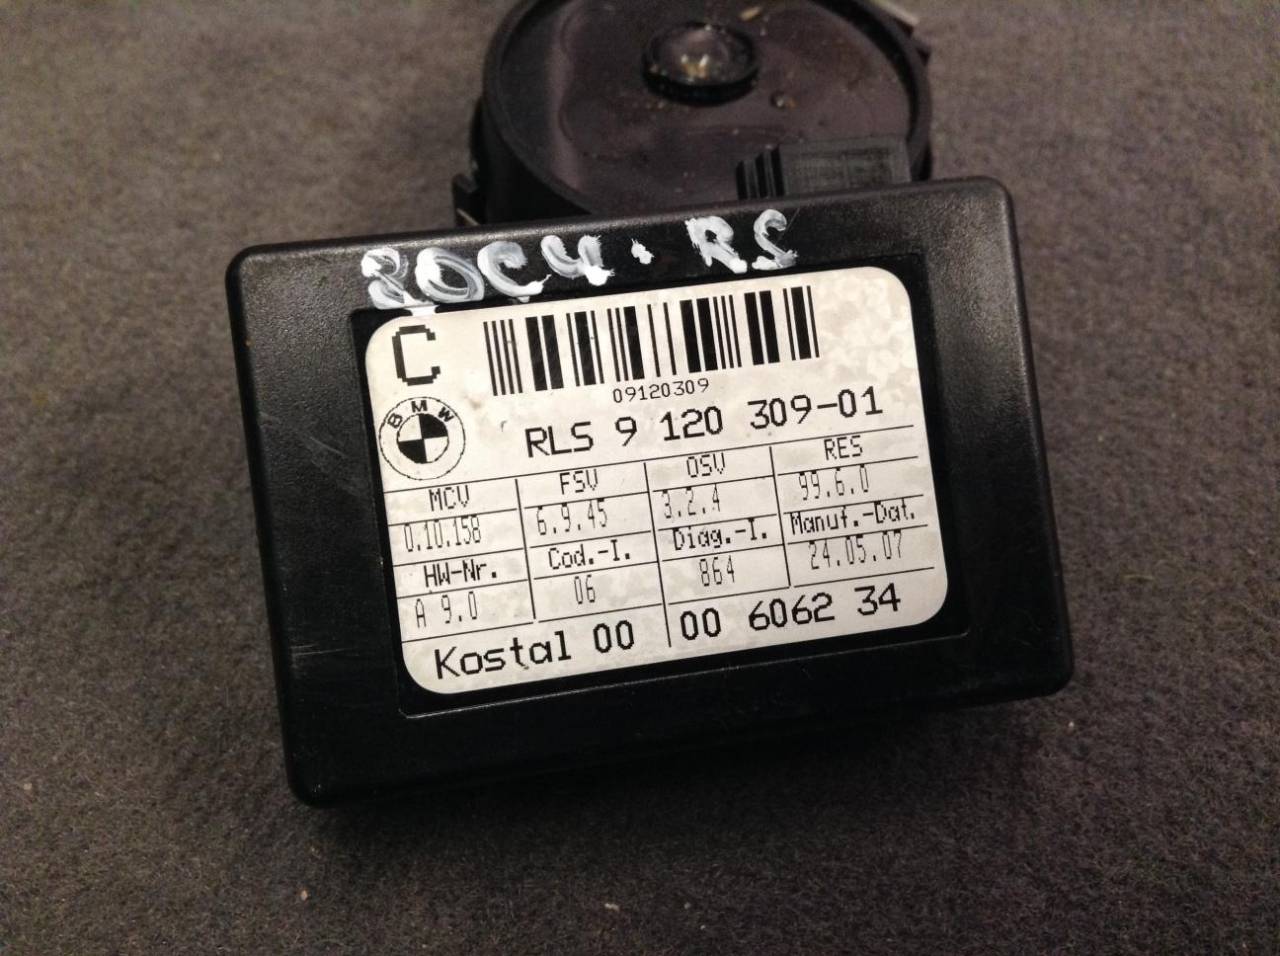 80C4.RS
C
09120309
BMW
RLS 9 120 309-01
MCV FSV OSV RES
0.10.158 6.9.45 3.2.4 99.6.0
HW-Nr. Cod.-I. Diag.-I. Manuf.-Dat.
A 9.0 06 864 24.05.07
Kostal 00 00 6062 34